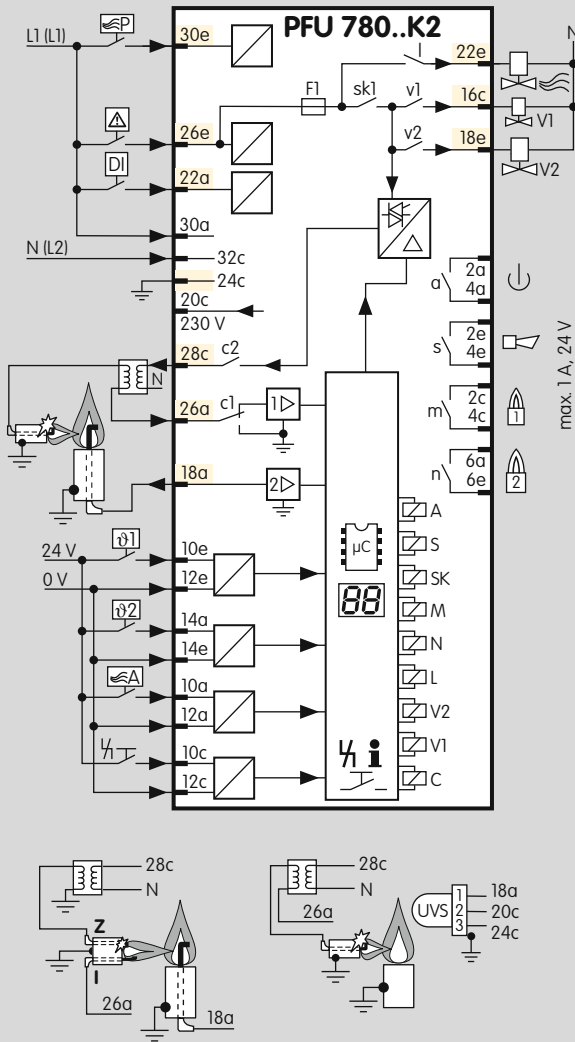 PFU 780..K2
L1 (L1)
P
30e
l
22e
N
F1
sk1
v1
16c
V1
26e
v2
18e
V2
DI
22a
30a
N (L2)
32c
24c
20c
230 V
a
2a
4a
28c
c2
s
2e
4e
N
26a
c1
1
m
2c
4c
1
max. 1 A, 24 V
18a
2
n
6a
6e
2
A
24 V
ϑ1
10e
µC
S
0 V
12e
SK
88
M
ϑ2
14a
N
14e
L
A
10a
V2
12a
V1
10c
i
C
12c
28c
N
Z
I
26a
18a
28c
N
26a
UVS
1
2
3
18a
20c
24c